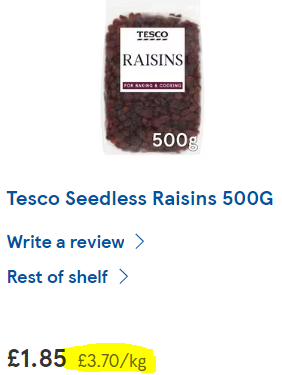 TESCO
RAISINS
FOR BAKING & COOKING
500g
Tesco Seedless Raisins 500G
Write a review
Rest of shelf
£1.85 £3.70/kg